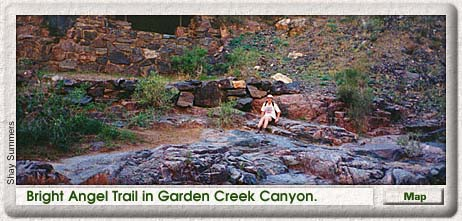 Shay Summers
Bright Angel Trail in Garden Creek Canyon.
Map